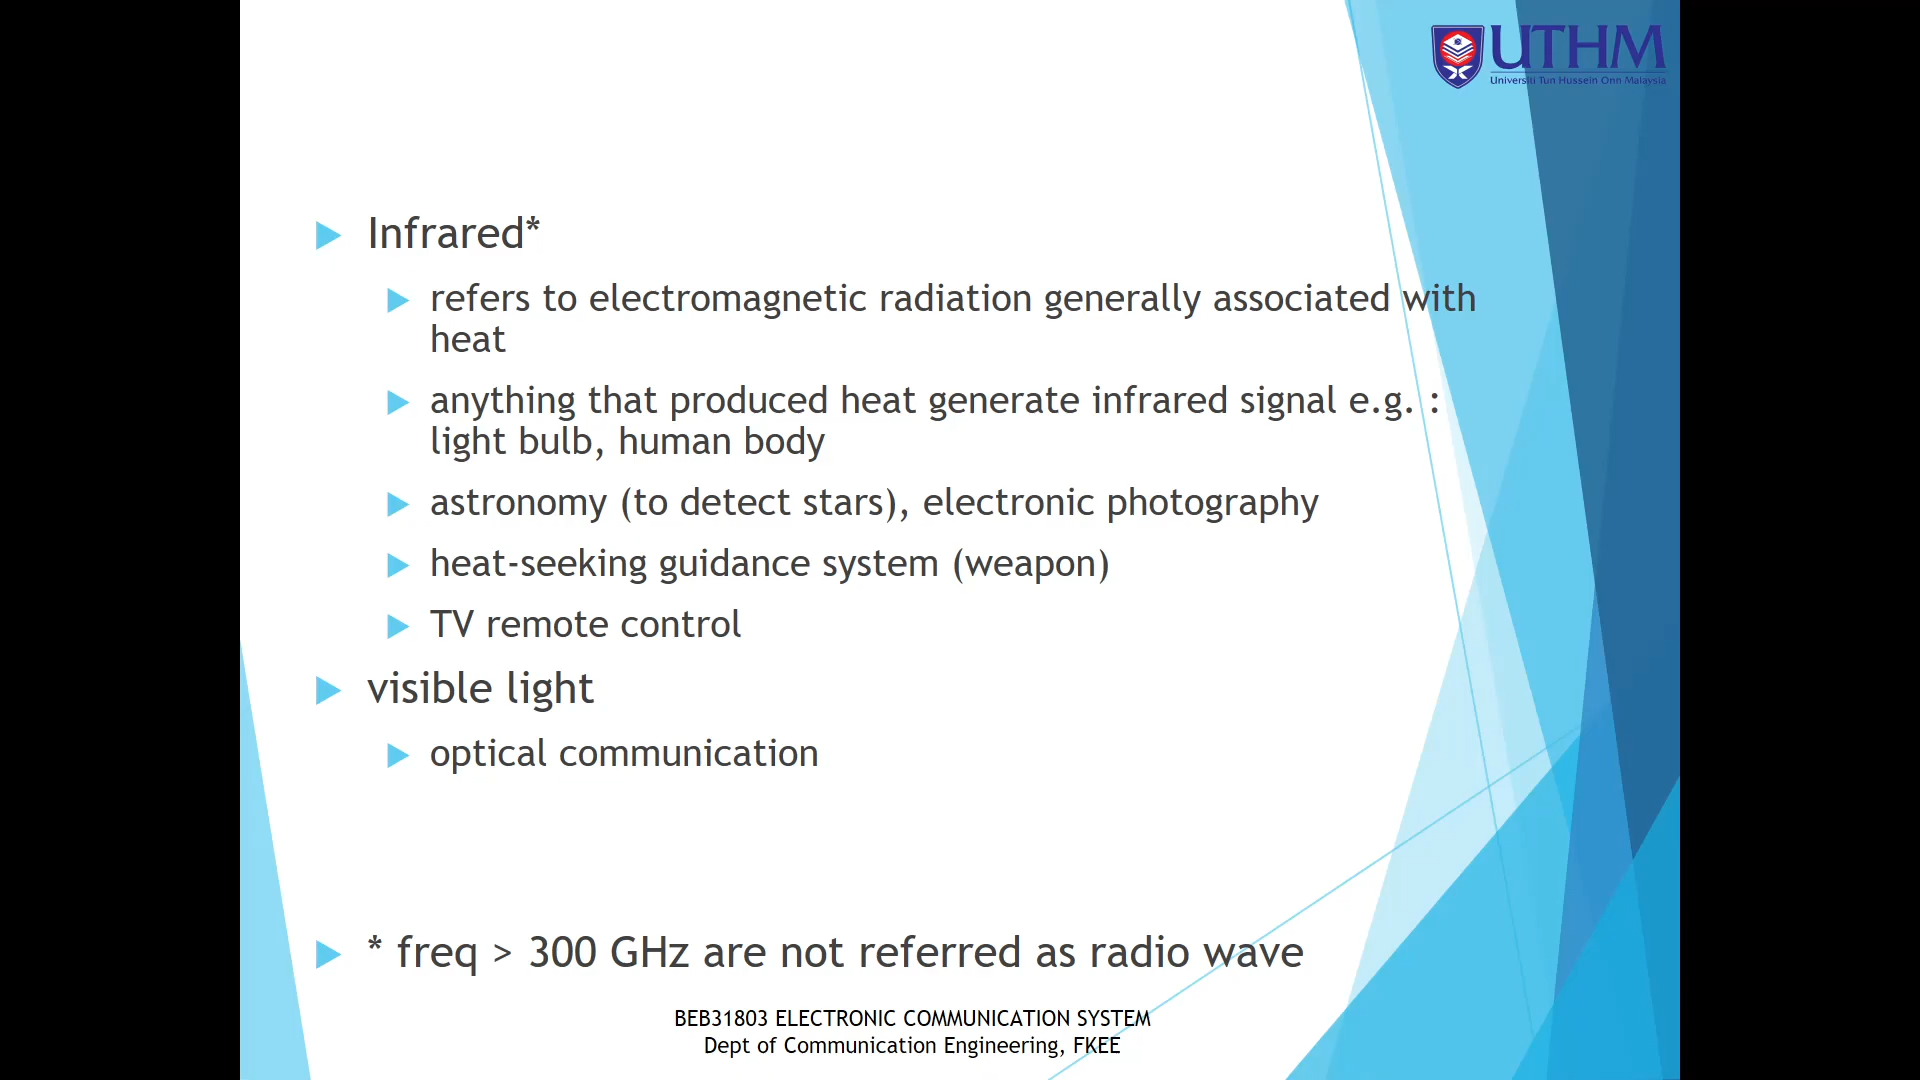 UTHM
Universiti Tun Hussein Onn Malaysia
Infrared*
refers to electromagnetic radiation generally associated with
heat
anything that produced heat generate infrared signal e.g. :
light bulb, human body
astronomy (to detect stars), electronic photography
heat-seeking guidance system (weapon)
TV remote control
visible light
optical communication
* freq > 300 GHz are not referred as radio wave
BEB31803 ELECTRONIC COMMUNICATION SYSTEM
Dept of Communication Engineering, FKEE